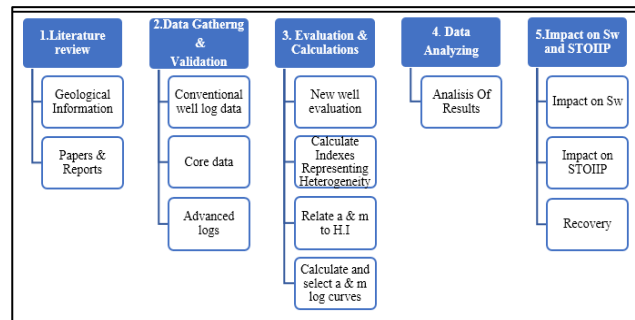 1.Literature
review
Geological
Information
Papers &
Reports
2.Data Gatherng
&
Validation
Conventional
well log data
Core data
Advanced
logs
3. Evaluation &
Calculations
New well
evaluation
Calculate
Indexes
Representing
Heterogeneity
Relate a & m
to H.I
Calculate and
select a & m
log curves
4. Data
Analyzing
Analisis Of
Results
5.Impact on Sw
and STOIIP
Impact on Sw
Impact on
STOIIP
Recovery